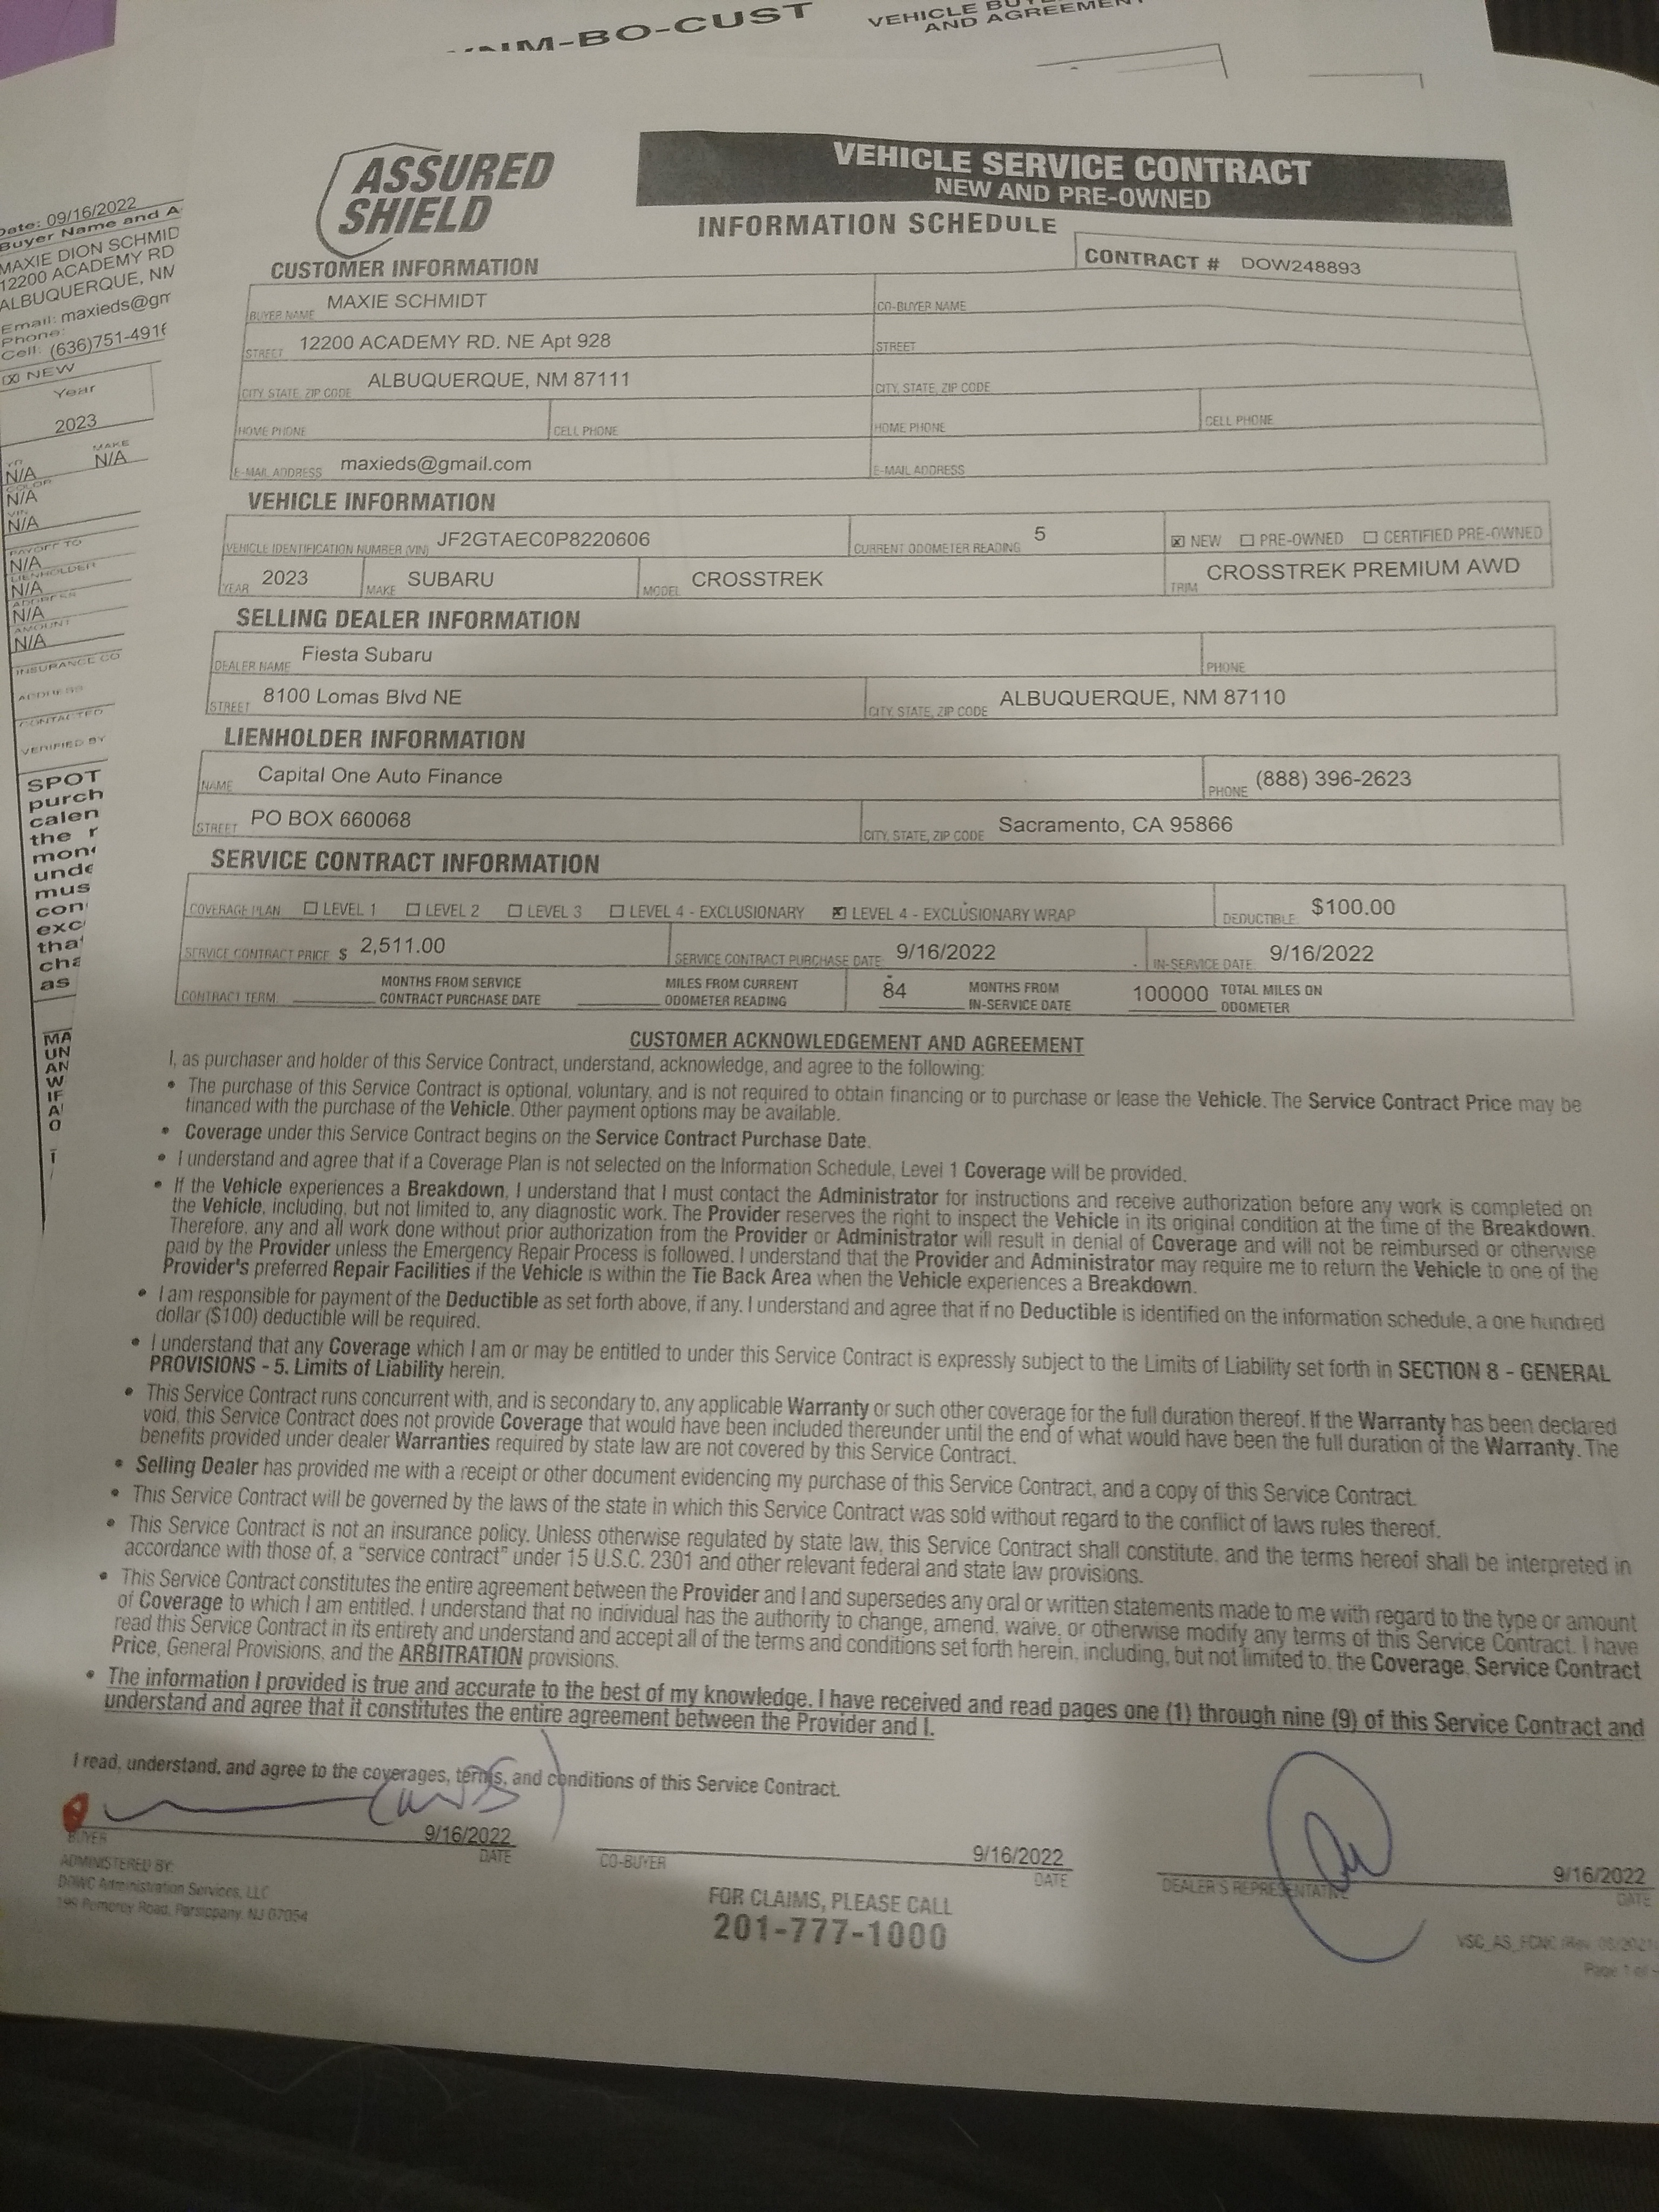 NM-BO-CUST
VEHICLE
AND AGREEMENT
ASSURED
SHIELD
VEHICLE SERVICE CONTRACT
NEW AND PRE-OWNED
INFORMATION SCHEDULE
CONTRACT # DOW248893
CUSTOMER INFORMATION
BUYER NAME MAXIE SCHMIDT
CO-BUYER NAME
STREET 12200 ACADEMY RD. NE Apt 928
STREET
CITY, STATE, ZIP CODE ALBUQUERQUE, NM 87111
CITY, STATE, ZIP CODE
HOME PHONE CELL PHONE
HOME PHONE CELL PHONE
E-MAIL ADDRESS maxieds@gmail.com
E-MAIL ADDRESS
VEHICLE INFORMATION
VEHICLE IDENTIFICATION NUMBER (VIN) JF2GTAEC0P8220606
CURRENT ODOMETER READING 5
☒ NEW ☐ PRE-OWNED ☐ CERTIFIED PRE-OWNED
YEAR 2023 MAKE SUBARU MODEL CROSSTREK TRIM CROSSTREK PREMIUM AWD
SELLING DEALER INFORMATION
DEALER NAME Fiesta Subaru PHONE
STREET 8100 Lomas Blvd NE CITY, STATE, ZIP CODE ALBUQUERQUE, NM 87110
LIENHOLDER INFORMATION
NAME Capital One Auto Finance PHONE (888) 396-2623
STREET PO BOX 660068 CITY, STATE, ZIP CODE Sacramento, CA 95866
SERVICE CONTRACT INFORMATION
COVERAGE PLAN ☐ LEVEL 1 ☐ LEVEL 2 ☐ LEVEL 3 ☐ LEVEL 4 - EXCLUSIONARY ☒ LEVEL 4 - EXCLUSIONARY WRAP DEDUCTIBLE $100.00
SERVICE CONTRACT PRICE $ 2,511.00 SERVICE CONTRACT PURCHASE DATE 9/16/2022 IN-SERVICE DATE 9/16/2022
CONTRACT TERM MONTHS FROM SERVICE CONTRACT PURCHASE DATE MILES FROM CURRENT ODOMETER READING 84 MONTHS FROM IN-SERVICE DATE 100000 TOTAL MILES ON ODOMETER
CUSTOMER ACKNOWLEDGEMENT AND AGREEMENT
I, as purchaser and holder of this Service Contract, understand, acknowledge, and agree to the following:
• The purchase of this Service Contract is optional, voluntary, and is not required to obtain financing or to purchase or lease the Vehicle. The Service Contract Price may be
financed with the purchase of the Vehicle. Other payment options may be available.
• Coverage under this Service Contract begins on the Service Contract Purchase Date.
• I understand and agree that if a Coverage Plan is not selected on the Information Schedule, Level 1 Coverage will be provided.
• If the Vehicle experiences a Breakdown, I understand that I must contact the Administrator for instructions and receive authorization before any work is completed on
the Vehicle, including, but not limited to, any diagnostic work. The Provider reserves the right to inspect the Vehicle in its original condition at the time of the Breakdown.
Therefore, any and all work done without prior authorization from the Provider or Administrator will result in denial of Coverage and will not be reimbursed or otherwise
paid by the Provider unless the Emergency Repair Process is followed. I understand that the Provider and Administrator may require me to return the Vehicle to one of the
Provider's preferred Repair Facilities if the Vehicle is within the Tie Back Area when the Vehicle experiences a Breakdown.
• I am responsible for payment of the Deductible as set forth above, if any. I understand and agree that if no Deductible is identified on the information schedule, a one hundred
dollar ($100) deductible will be required.
• I understand that any Coverage which I am or may be entitled to under this Service Contract is expressly subject to the Limits of Liability set forth in SECTION 8 - GENERAL
PROVISIONS - 5. Limits of Liability herein.
• This Service Contract runs concurrent with, and is secondary to, any applicable Warranty or such other coverage for the full duration thereof. If the Warranty has been declared
void, this Service Contract does not provide Coverage that would have been included thereunder until the end of what would have been the full duration of the Warranty. The
benefits provided under dealer Warranties required by state law are not covered by this Service Contract.
• Selling Dealer has provided me with a receipt or other document evidencing my purchase of this Service Contract, and a copy of this Service Contract.
• This Service Contract will be governed by the laws of the state in which this Service Contract was sold without regard to the conflict of laws rules thereof.
• This Service Contract is not an insurance policy. Unless otherwise regulated by state law, this Service Contract shall constitute, and the terms hereof shall be interpreted in
accordance with those of, a "service contract" under 15 U.S.C. 2301 and other relevant federal and state law provisions.
• This Service Contract constitutes the entire agreement between the Provider and I and supersedes any oral or written statements made to me with regard to the type or amount
of Coverage to which I am entitled. I understand that no individual has the authority to change, amend, waive, or otherwise modify any terms of this Service Contract. I have
read this Service Contract in its entirety and understand and accept all of the terms and conditions set forth herein, including, but not limited to, the Coverage, Service Contract
Price, General Provisions, and the ARBITRATION provisions.
• The information I provided is true and accurate to the best of my knowledge. I have received and read pages one (1) through nine (9) of this Service Contract and
understand and agree that it constitutes the entire agreement between the Provider and I.
I read, understand, and agree to the coverages, terms, and conditions of this Service Contract.
BUYER 9/16/2022 DATE
CO-BUYER 9/16/2022 DATE
DEALER'S REPRESENTATIVE 9/16/2022 DATE
ADMINISTERED BY:
DOWC Administration Services, LLC
199 Pomeroy Road, Parsippany, NJ 07054
FOR CLAIMS, PLEASE CALL
201-777-1000
VSC_AS_FCNC
Page 1 of
Date: 09/16/2022
Buyer Name and A
MAXIE DION SCHMID
12200 ACADEMY RD
ALBUQUERQUE, NM
Email: maxieds@gm
Phone:
Cell: (636)751-4916
☒ NEW
Year
2023
MAKE
N/A N/A
COLOR
N/A
VIN
N/A
PAYOFF TO
N/A
LIENHOLDER
N/A
ADDRESS
N/A
AMOUNT
N/A
INSURANCE CO
ADDRESS
CONTACTED
VERIFIED BY
SPOT
purch
calen
the r
mon
unde
mus
con
exc
tha
cha
as
MA
UN
AN
W
IF
A
O